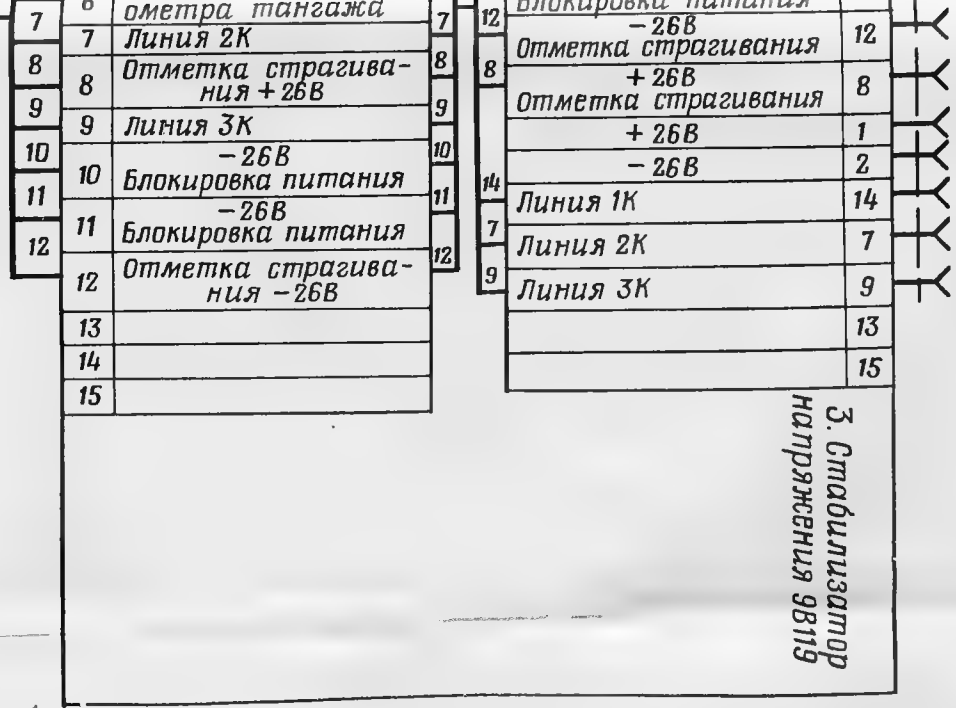 6 ометра тангажа
7 Линия 2К
8 Отметка страгива-
ния +26В
9 Линия 3К
10 -26В
Блокировка питания
11 -26В
Блокировка питания
12 Отметка страгива-
ния -26В
13
14
15
7
8
9
10
11
12
7
8
9
10
11
12
12
8
14
7
9
Блокировка питания
-26В
Отметка страгивания 12
+26В
Отметка страгивания 8
+26В 1
-26В 2
Линия 1К 14
Линия 2К 7
Линия 3К 9
13
15
3. Стабилизатор
напряжения 9В119